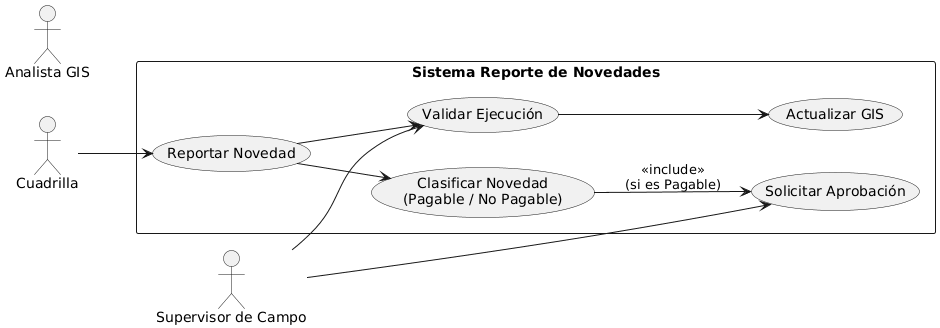 Analista GIS
Sistema Reporte de Novedades
Validar Ejecución
Actualizar GIS
Reportar Novedad
Cuadrilla
Clasificar Novedad
(Pagable / No Pagable)
«include»
(si es Pagable)
Solicitar Aprobación
Supervisor de Campo